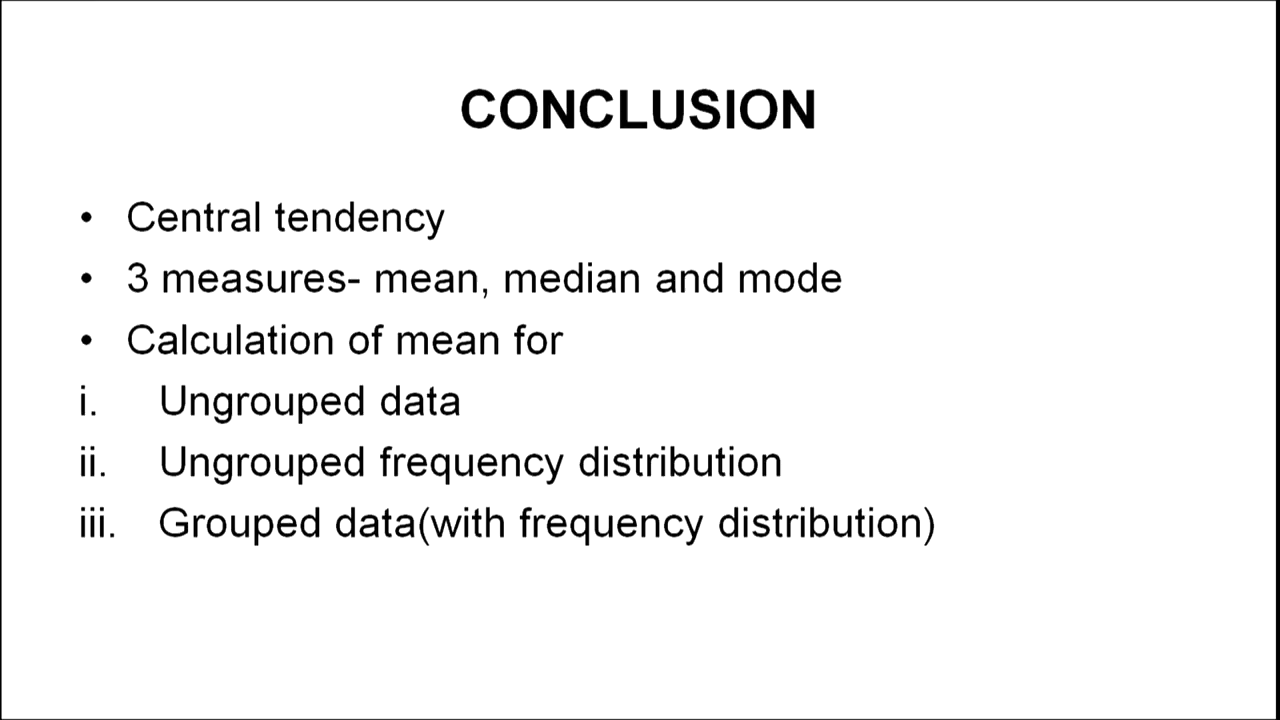 CONCLUSION
• Central tendency
• 3 measures- mean, median and mode
• Calculation of mean for
i. Ungrouped data
ii. Ungrouped frequency distribution
iii. Grouped data(with frequency distribution)